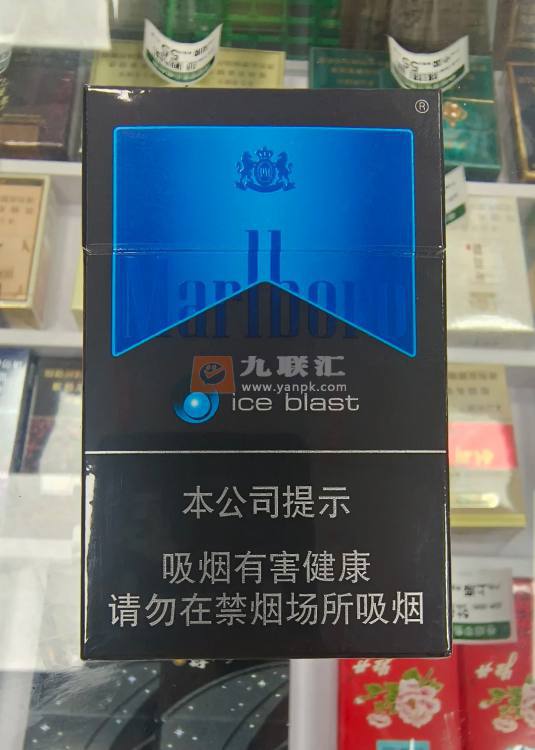 ®
Marlboro
九联汇
www.yanpk.com
ice blast
本公司提示
吸烟有害健康
请勿在禁烟场所吸烟